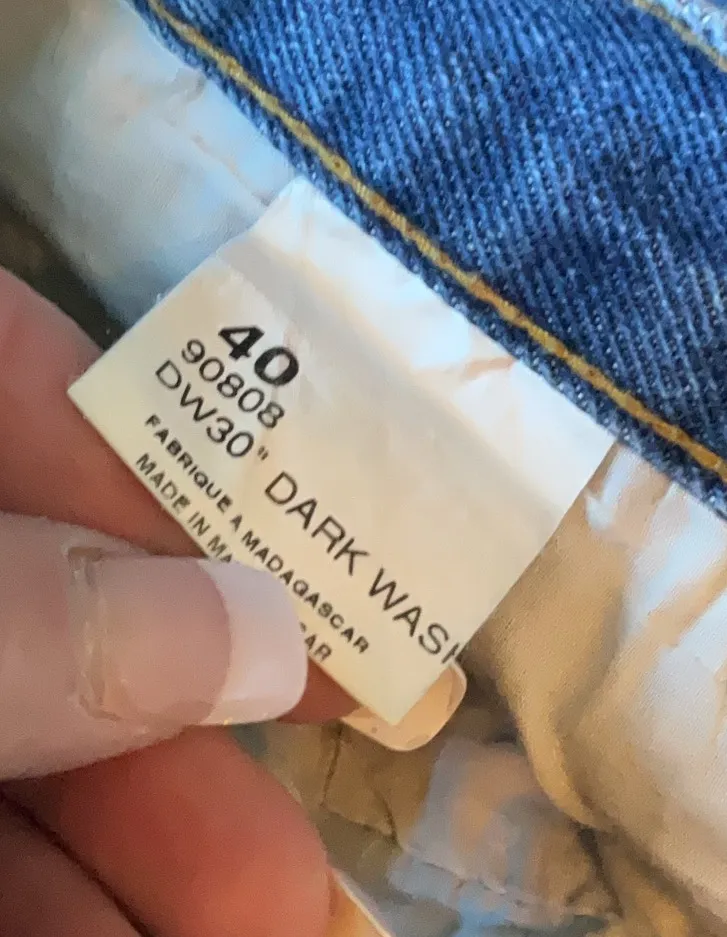 40
90808
DW30" DARK WASH
FABRIQUE A MADAGASCAR
MADE IN